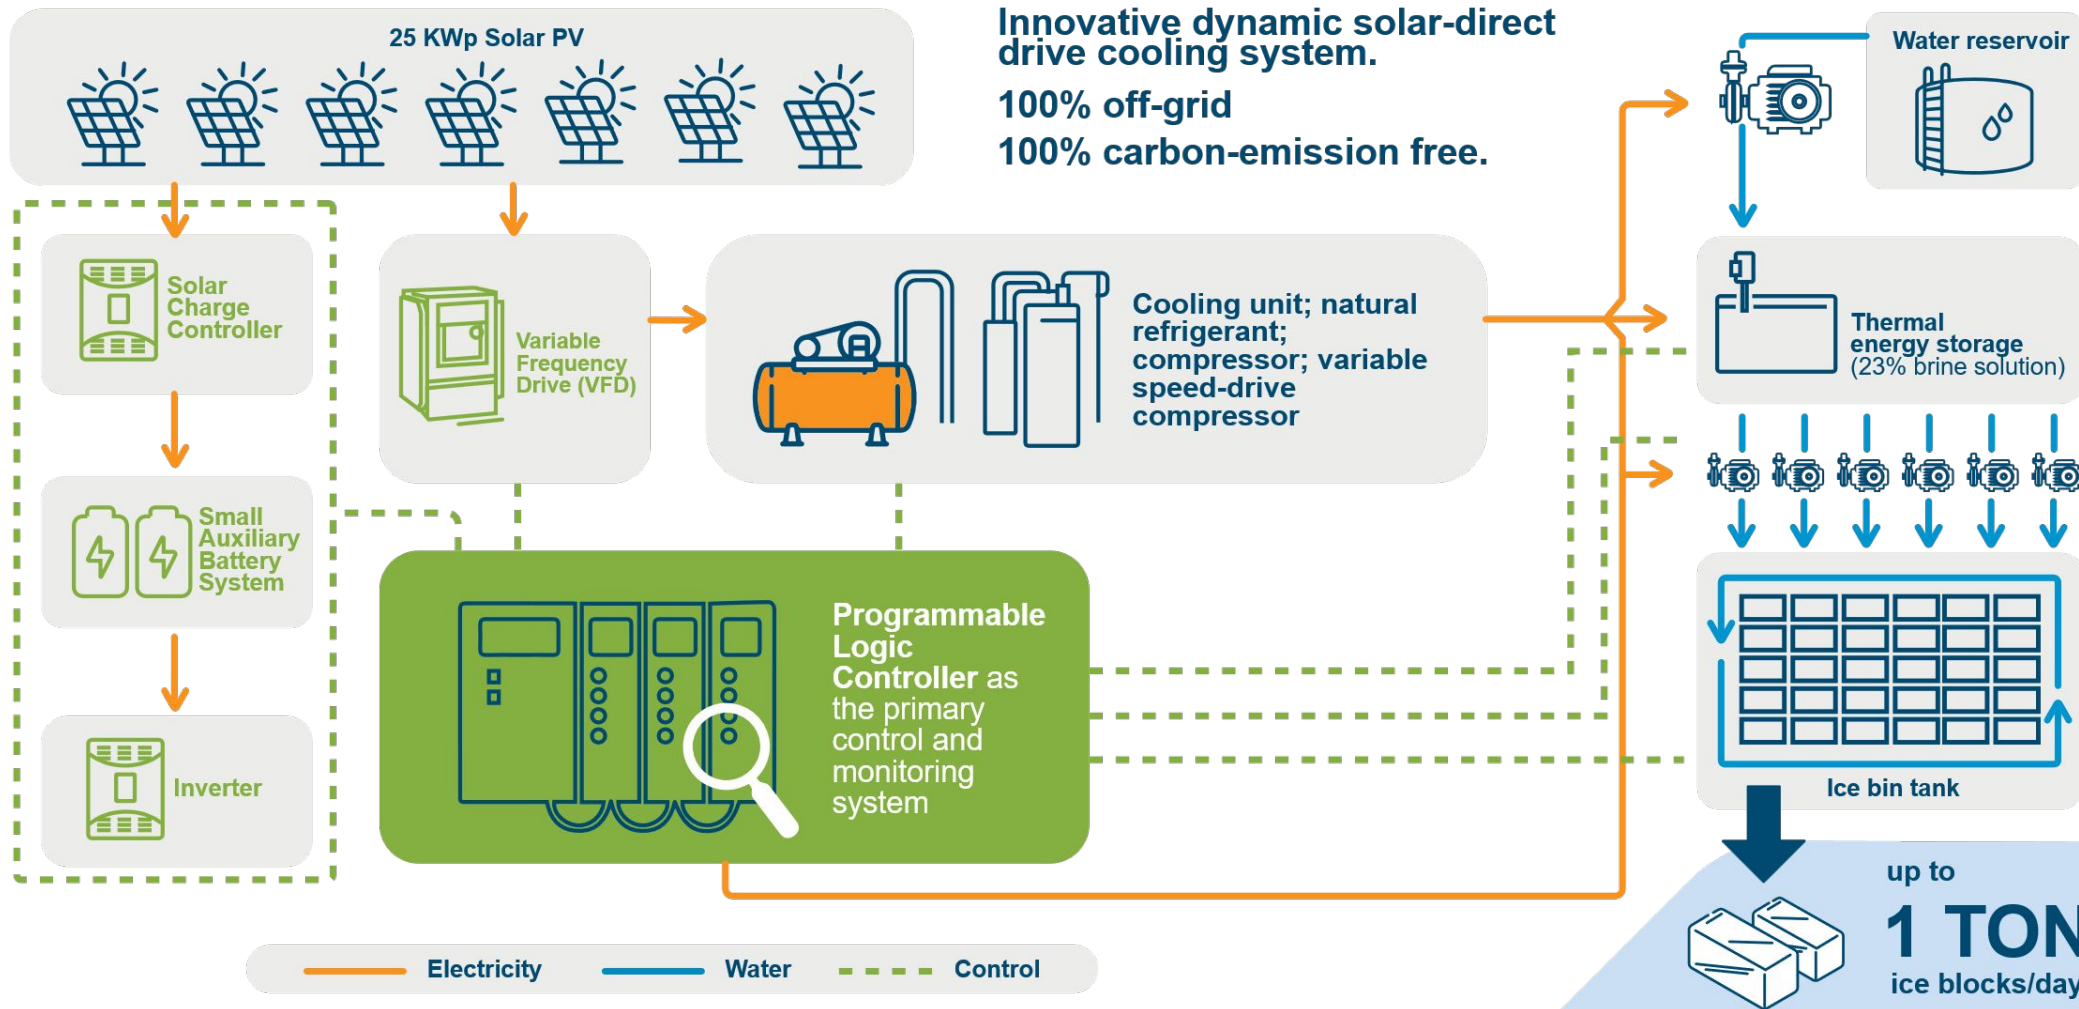 25 KWp Solar PV
Innovative dynamic solar-direct
drive cooling system.
100% off-grid
100% carbon-emission free.
Water reservoir
Solar
Charge
Controller
Variable
Frequency
Drive (VFD)
Cooling unit; natural
refrigerant;
compressor; variable
speed-drive
compressor
Thermal
energy storage
(23% brine solution)
Small
Auxiliary
Battery
System
Programmable
Logic
Controller as
the primary
control and
monitoring
system
Inverter
Ice bin tank
up to
1 TON
ice blocks/day
Electricity
Water
Control